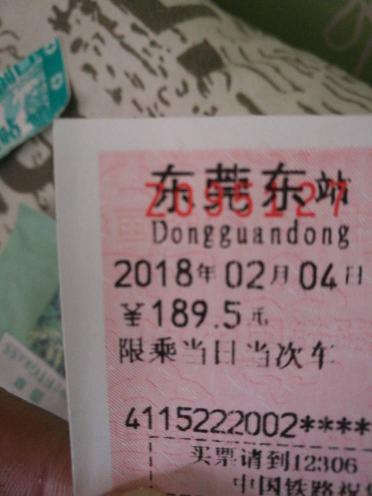 东莞东站
Z095127
Dongguandong
2018年02月04日
￥189.5元
限乘当日当次车
4115222002****
买票请到12306
中国铁路祝